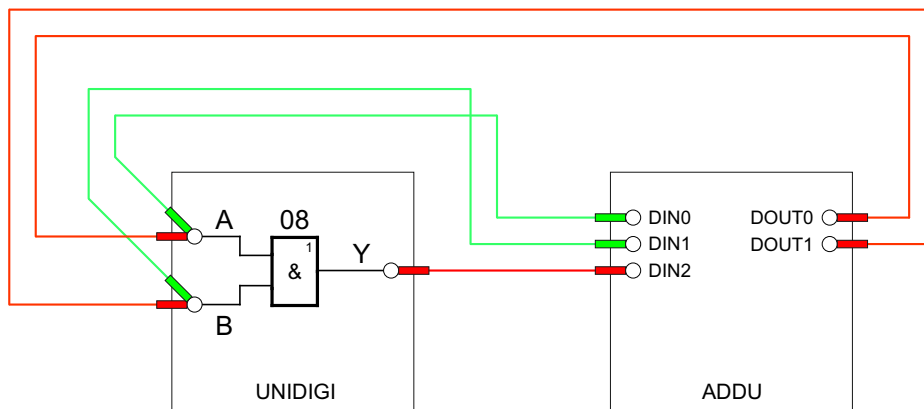 A
08
1
&
Y
B
UNIDIGI
DIN0
DIN1
DIN2
DOUT0
DOUT1
ADDU